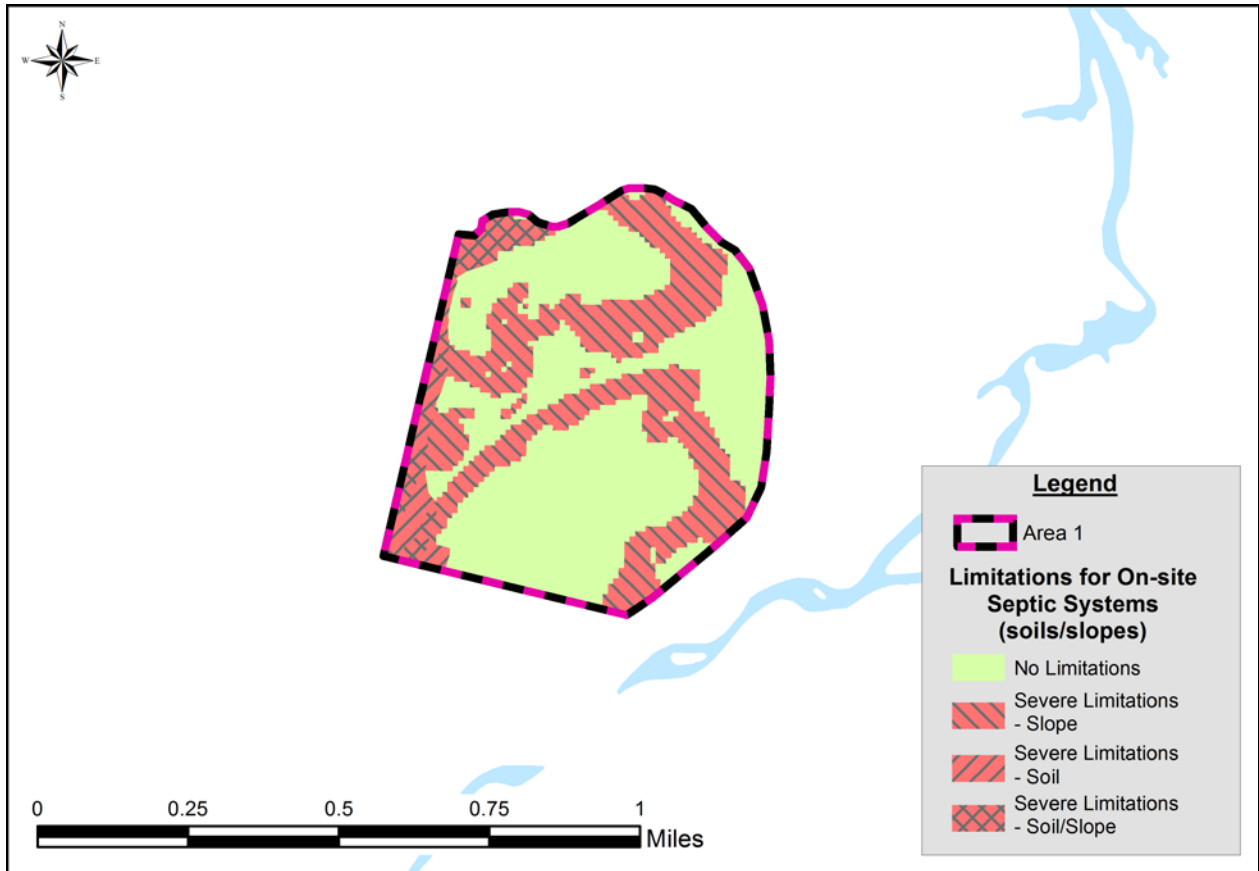 N
W E
S
Legend
Area 1
Limitations for On-site
Septic Systems
(soils/slopes)
No Limitations
Severe Limitations
- Slope
Severe Limitations
- Soil
Severe Limitations
- Soil/Slope
0 0.25 0.5 0.75 1
Miles